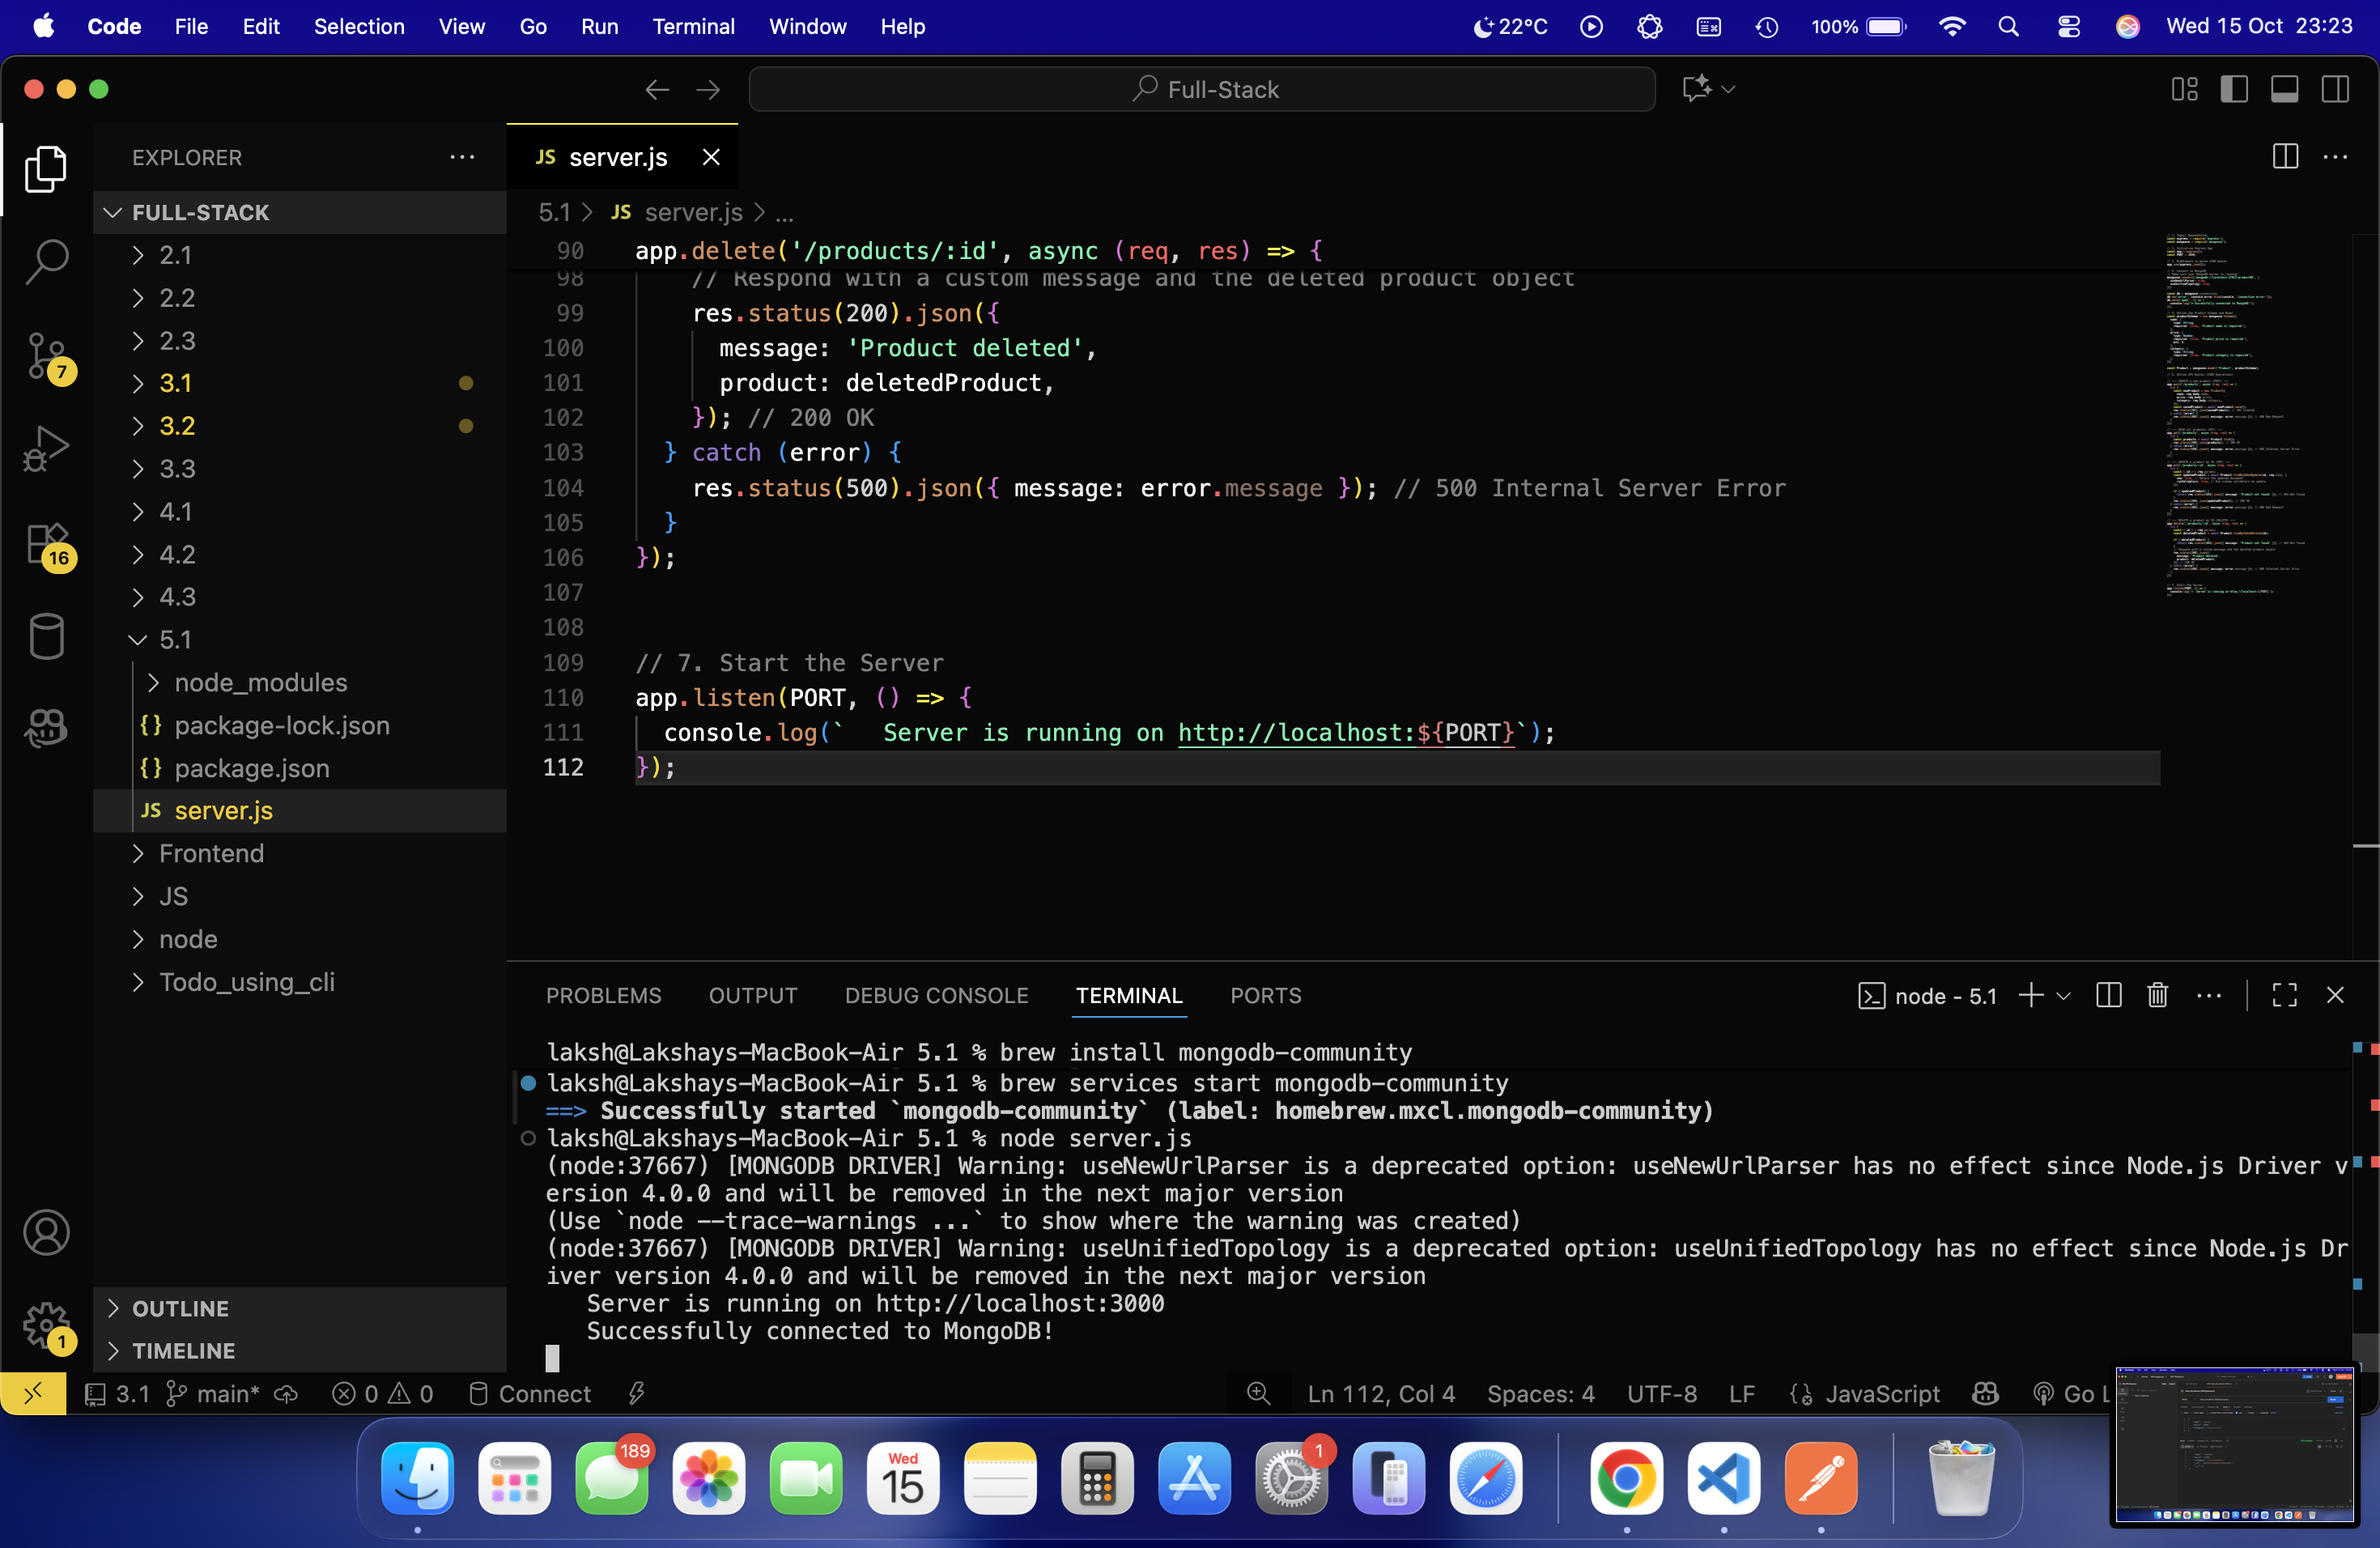 Code File Edit Selection View Go Run Terminal Window Help 22°C 100% Wed 15 Oct 23:23
Full-Stack
EXPLORER
FULL-STACK
2.1
2.2
2.3
3.1
3.2
3.3
4.1
4.2
4.3
5.1
node_modules
{} package-lock.json
{} package.json
JS server.js
Frontend
JS
node
Todo_using_cli
OUTLINE
TIMELINE
7
16
1
JS server.js
5.1 > JS server.js > ...
90 app.delete('/products/:id', async (req, res) => {
98 // Respond with a custom message and the deleted product object
99 res.status(200).json({
100 message: 'Product deleted',
101 product: deletedProduct,
102 }); // 200 OK
103 } catch (error) {
104 res.status(500).json({ message: error.message }); // 500 Internal Server Error
105 }
106 });
107
108
109 // 7. Start the Server
110 app.listen(PORT, () => {
111 console.log(`   Server is running on http://localhost:${PORT}`);
112 });
PROBLEMS OUTPUT DEBUG CONSOLE TERMINAL PORTS node - 5.1
laksh@Lakshays-MacBook-Air 5.1 % brew install mongodb-community
laksh@Lakshays-MacBook-Air 5.1 % brew services start mongodb-community
==> Successfully started `mongodb-community` (label: homebrew.mxcl.mongodb-community)
laksh@Lakshays-MacBook-Air 5.1 % node server.js
(node:37667) [MONGODB DRIVER] Warning: useNewUrlParser is a deprecated option: useNewUrlParser has no effect since Node.js Driver v
ersion 4.0.0 and will be removed in the next major version
(Use `node --trace-warnings ...` to show where the warning was created)
(node:37667) [MONGODB DRIVER] Warning: useUnifiedTopology is a deprecated option: useUnifiedTopology has no effect since Node.js Dr
iver version 4.0.0 and will be removed in the next major version
Server is running on http://localhost:3000
Successfully connected to MongoDB!
3.1 main* 0 0 Connect Ln 112, Col 4 Spaces: 4 UTF-8 LF JavaScript Go L
189
Wed
15
1